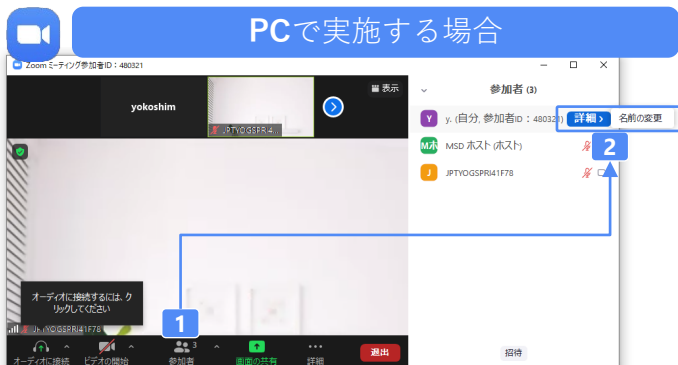 PCで実施する場合
Zoom ミーティング参加者ID：480321
表示
yokoshim
JPTYOGSPRI4...
参加者 (3)
Y
y. (自分, 参加者ID：480321)
詳細 ›
名前の変更
M木
MSD ホスト (ホスト)
2
J
JPTYOGSPRI41F78
オーディオに接続するには、ク
リックしてください
JPTYOGSPRI41F78
1
オーディオに接続
ビデオの開始
参加者
3
画面の共有
詳細
退出
招待